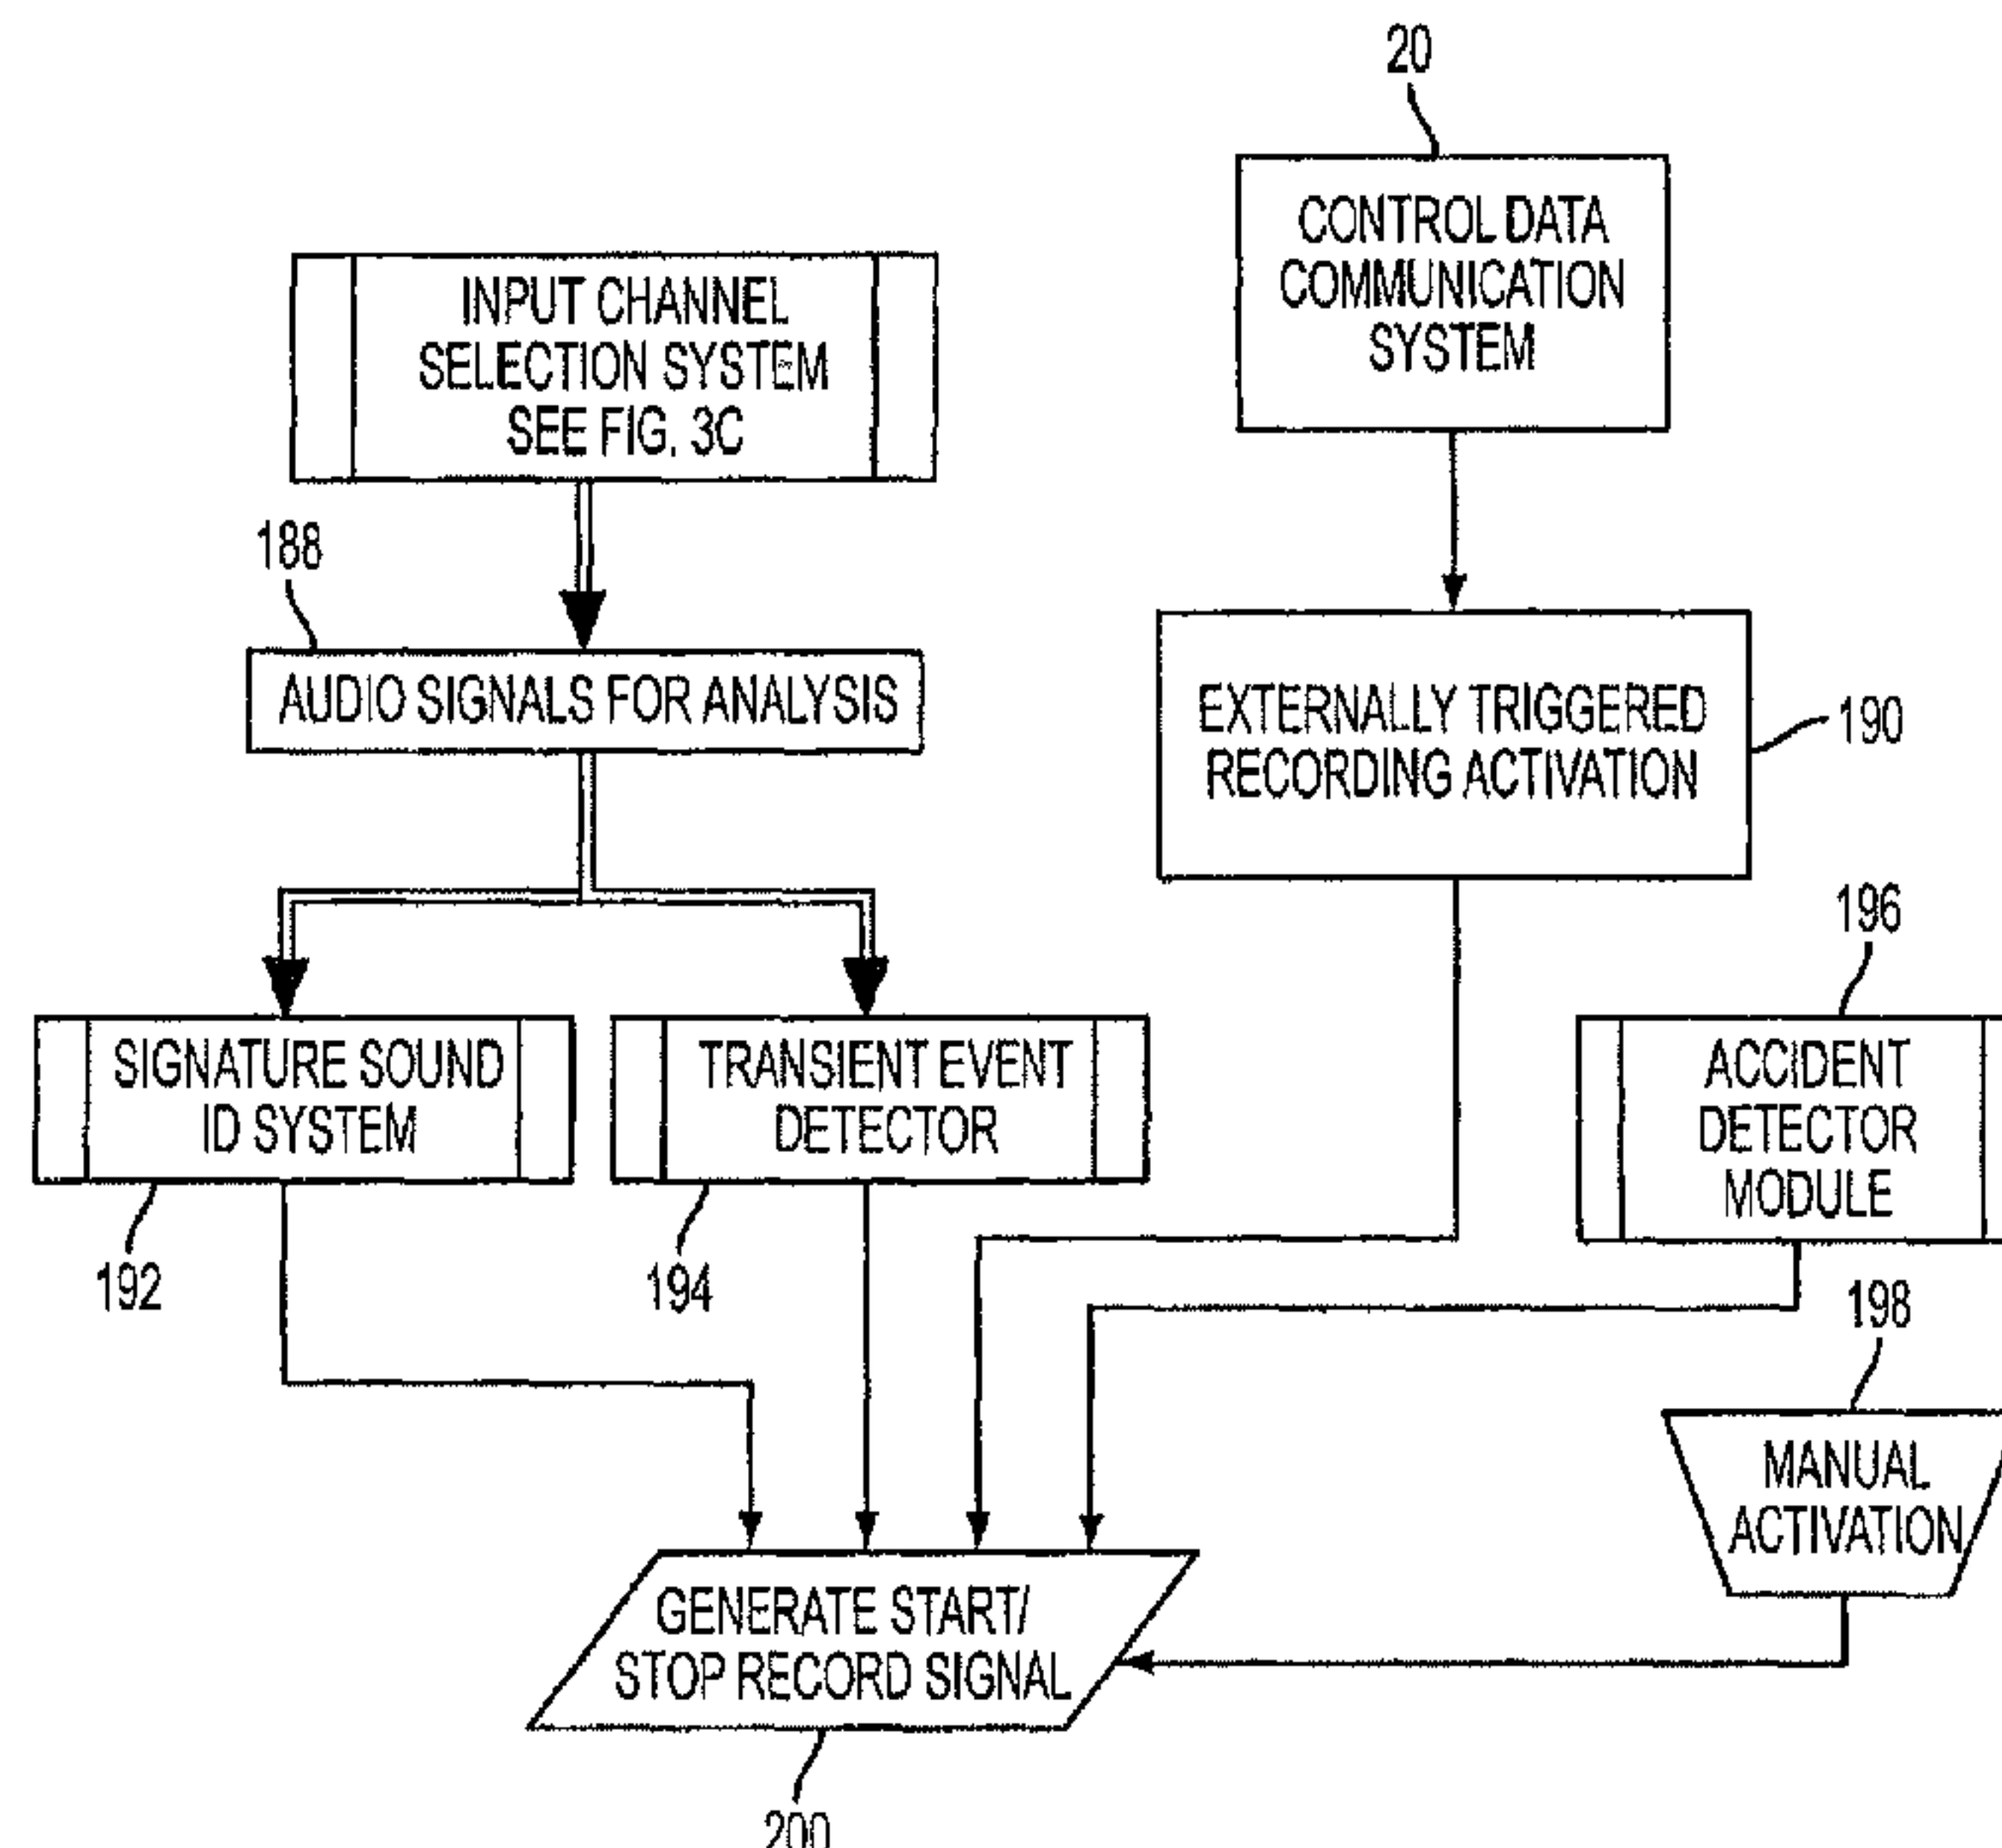 20
CONTROL DATA
COMMUNICATION
SYSTEM
INPUT CHANNEL
SELECTION SYSTEM
SEE FIG. 3C
188
AUDIO SIGNALS FOR ANALYSIS
EXTERNALLY TRIGGERED
RECORDING ACTIVATION
190
196
SIGNATURE SOUND
ID SYSTEM
192
TRANSIENT EVENT
DETECTOR
194
ACCIDENT
DETECTOR
MODULE
198
MANUAL
ACTIVATION
GENERATE START/
STOP RECORD SIGNAL
200